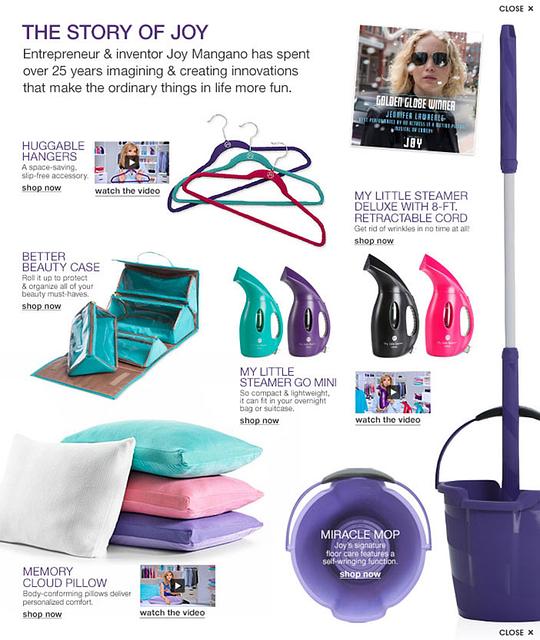 CLOSE X
THE STORY OF JOY
Entrepreneur & inventor Joy Mangano has spent
over 25 years imagining & creating innovations
that make the ordinary things in life more fun.
GOLDEN GLOBE WINNER
JENNIFER LAWRENCE
BEST PERFORMANCE BY AN ACTRESS IN A MOTION PICTURE
MUSICAL OR COMEDY
JOY
HUGGABLE
HANGERS
A space-saving,
slip-free accessory.
shop now
watch the video
MY LITTLE STEAMER
DELUXE WITH 8-FT.
RETRACTABLE CORD
Get rid of wrinkles in no time at all!
shop now
BETTER
BEAUTY CASE
Roll it up to protect
& organize all of your
beauty must-haves.
shop now
MY LITTLE
STEAMER GO MINI
So compact & lightweight,
it can fit in your overnight
bag or suitcase.
shop now
watch the video
MIRACLE MOP
Joy's signature
floor care features a
self-wringing function.
shop now
MEMORY
CLOUD PILLOW
Body-conforming pillows deliver
personalized comfort.
shop now
watch the video
CLOSE X